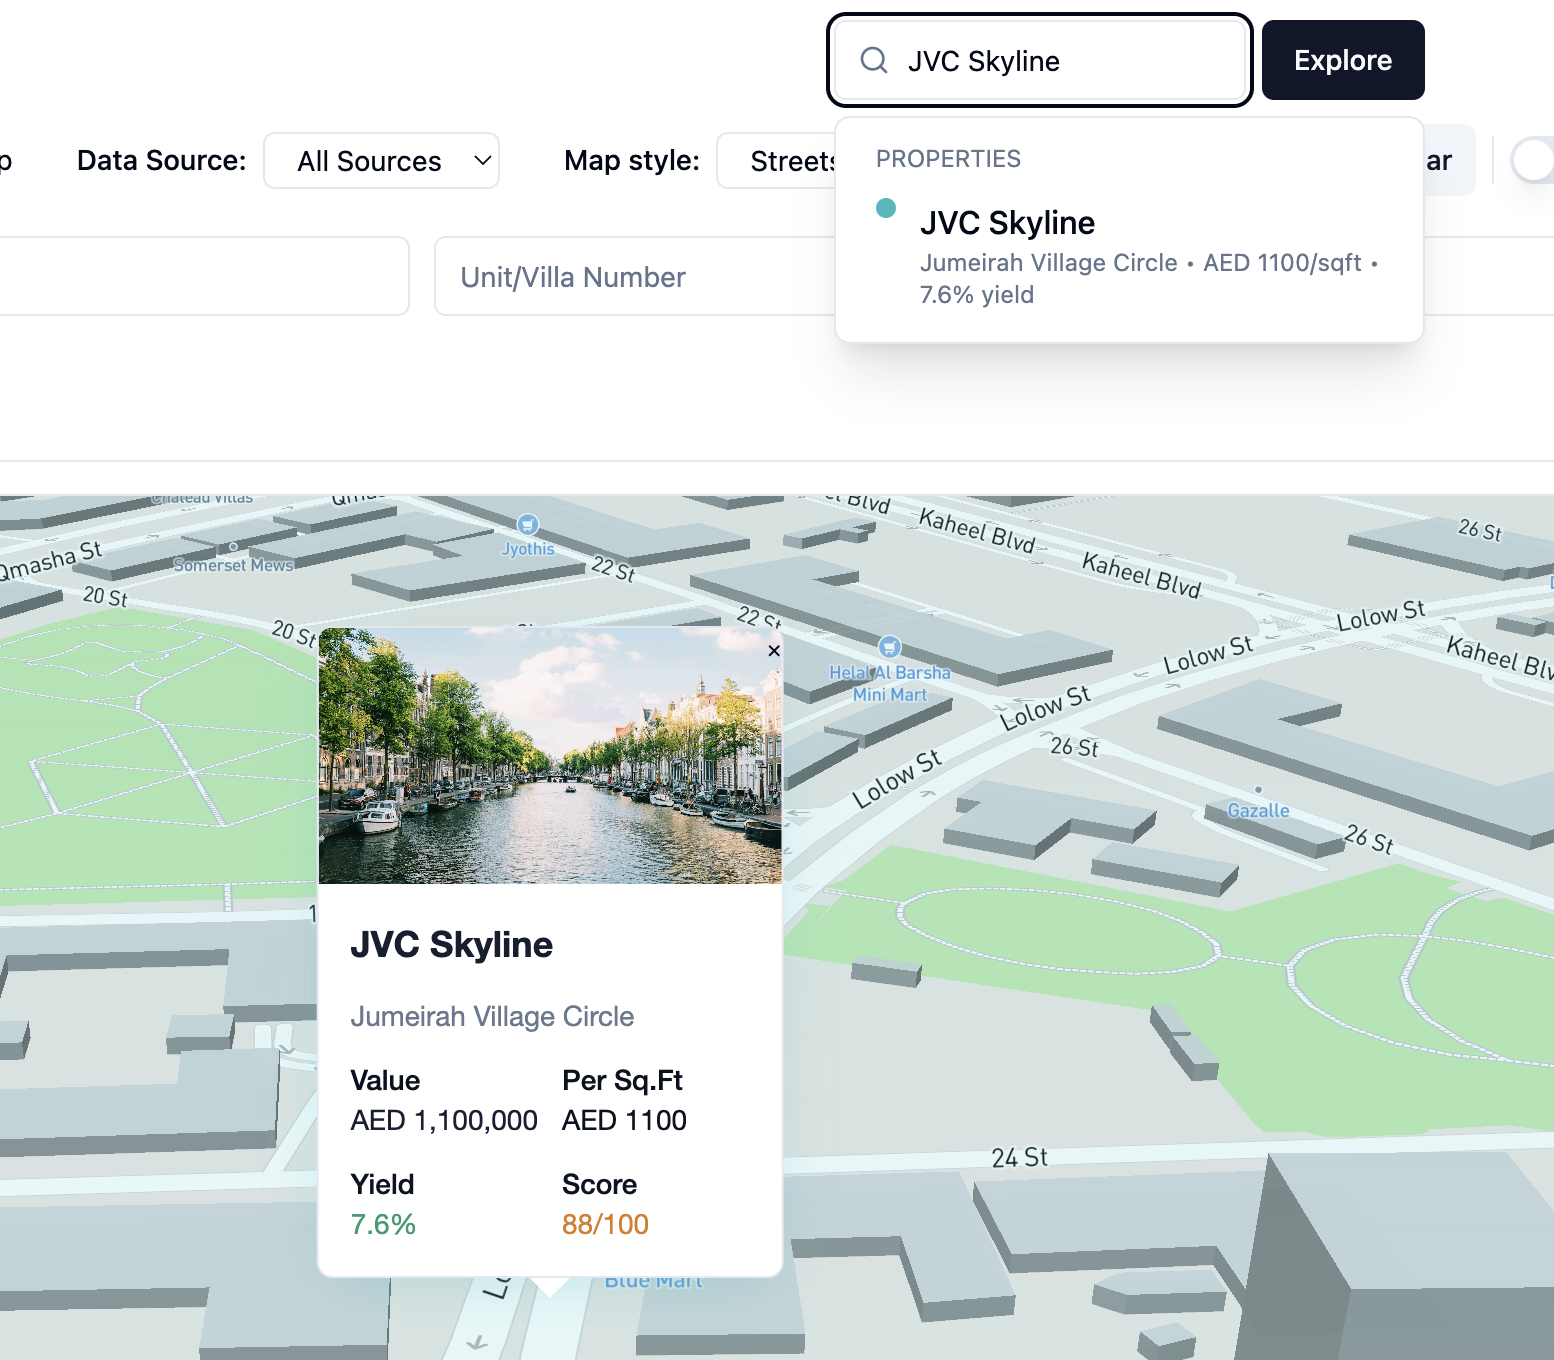 JVC Skyline
Explore
p
Data Source:
All Sources
Map style:
Streets
ar
PROPERTIES
JVC Skyline
Jumeirah Village Circle • AED 1100/sqft •
7.6% yield
Unit/Villa Number
Chateau Villas
Kaheel Blvd
Kaheel Blvd
26 St
Jyothis
Qmasha St
Somerset Mews
22 St
20 St
20 St
22 St
Lolow St
Kaheel Blv
Lolow St
Helal Al Barsha
Mini Mart
Lolow St
26 St
Lolow St
Gazalle
26 St
JVC Skyline
Jumeirah Village Circle
Value
Per Sq.Ft
AED 1,100,000
AED 1100
24 St
Yield
Score
7.6%
88/100
Blue Mart